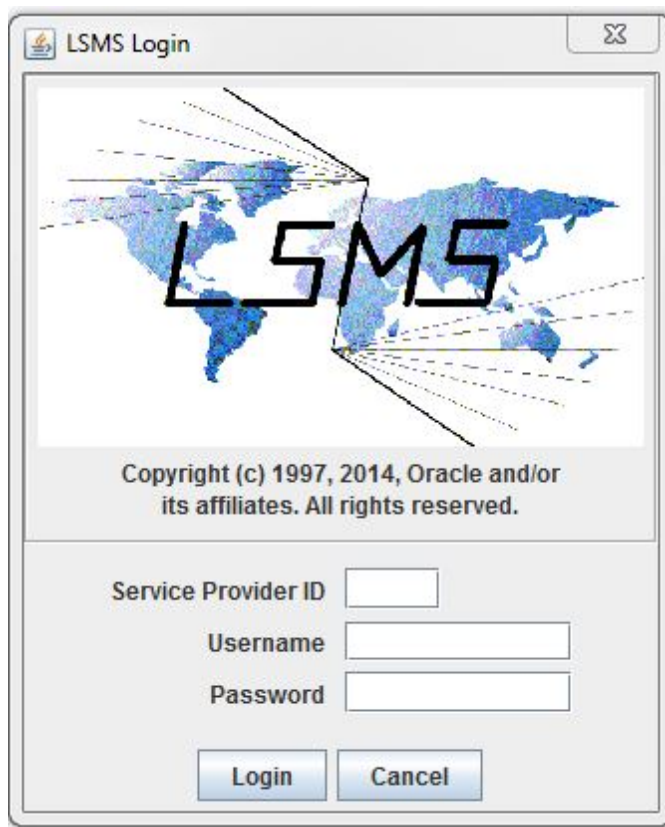 LSMS Login
LSMS
Copyright (c) 1997, 2014, Oracle and/or
its affiliates. All rights reserved.
Service Provider ID
Username
Password
Login Cancel